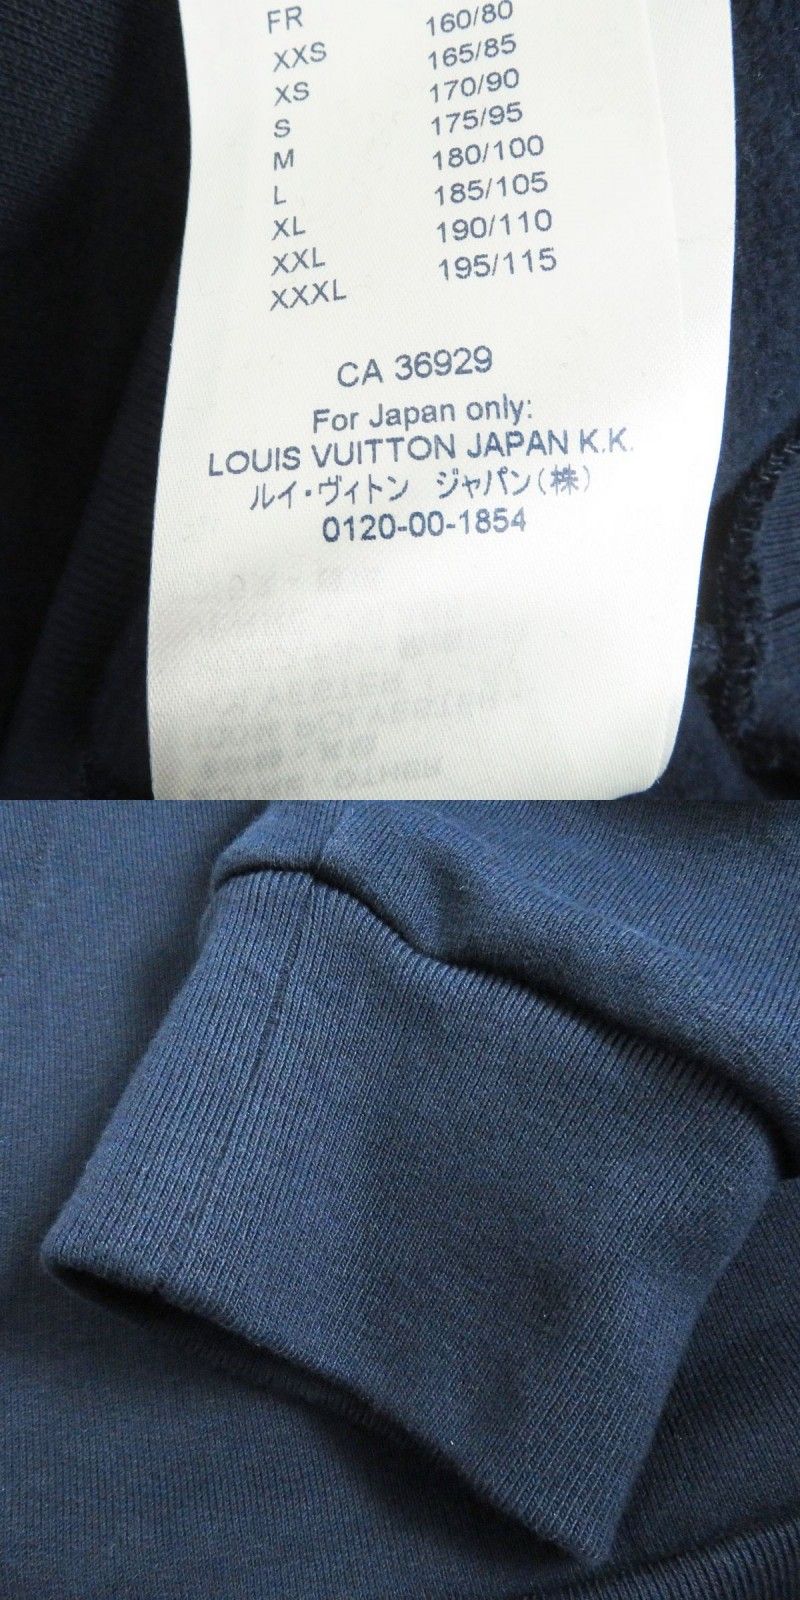 FR 160/80
XXS 165/85
XS 170/90
S 175/95
M 180/100
L 185/105
XL 190/110
XXL 195/115
XXXL
CA 36929
For Japan only:
LOUIS VUITTON JAPAN K.K.
ルイ・ヴィトン ジャパン(株)
0120-00-1854